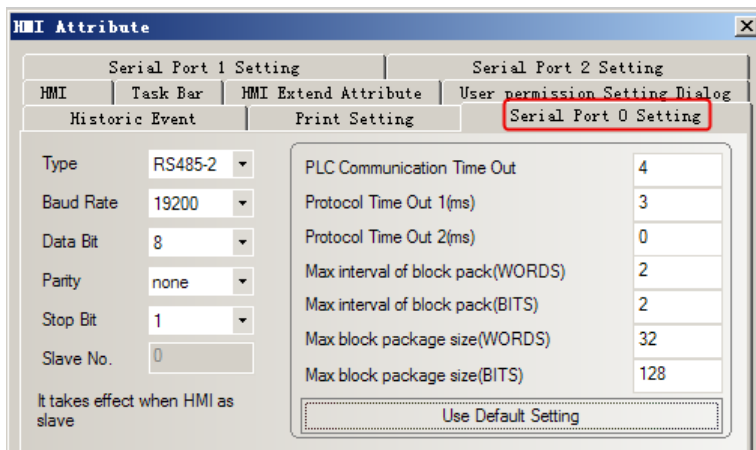 HMI Attribute
Serial Port 1 Setting
Serial Port 2 Setting
HMI
Task Bar
HMI Extend Attribute
User permission Setting Dialog
Historic Event
Print Setting
Serial Port 0 Setting
Type
RS485-2
Baud Rate
19200
Data Bit
8
Parity
none
Stop Bit
1
Slave No.
0
It takes effect when HMI as
slave
PLC Communication Time Out
4
Protocol Time Out 1(ms)
3
Protocol Time Out 2(ms)
0
Max interval of block pack(WORDS)
2
Max interval of block pack(BITS)
2
Max block package size(WORDS)
32
Max block package size(BITS)
128
Use Default Setting